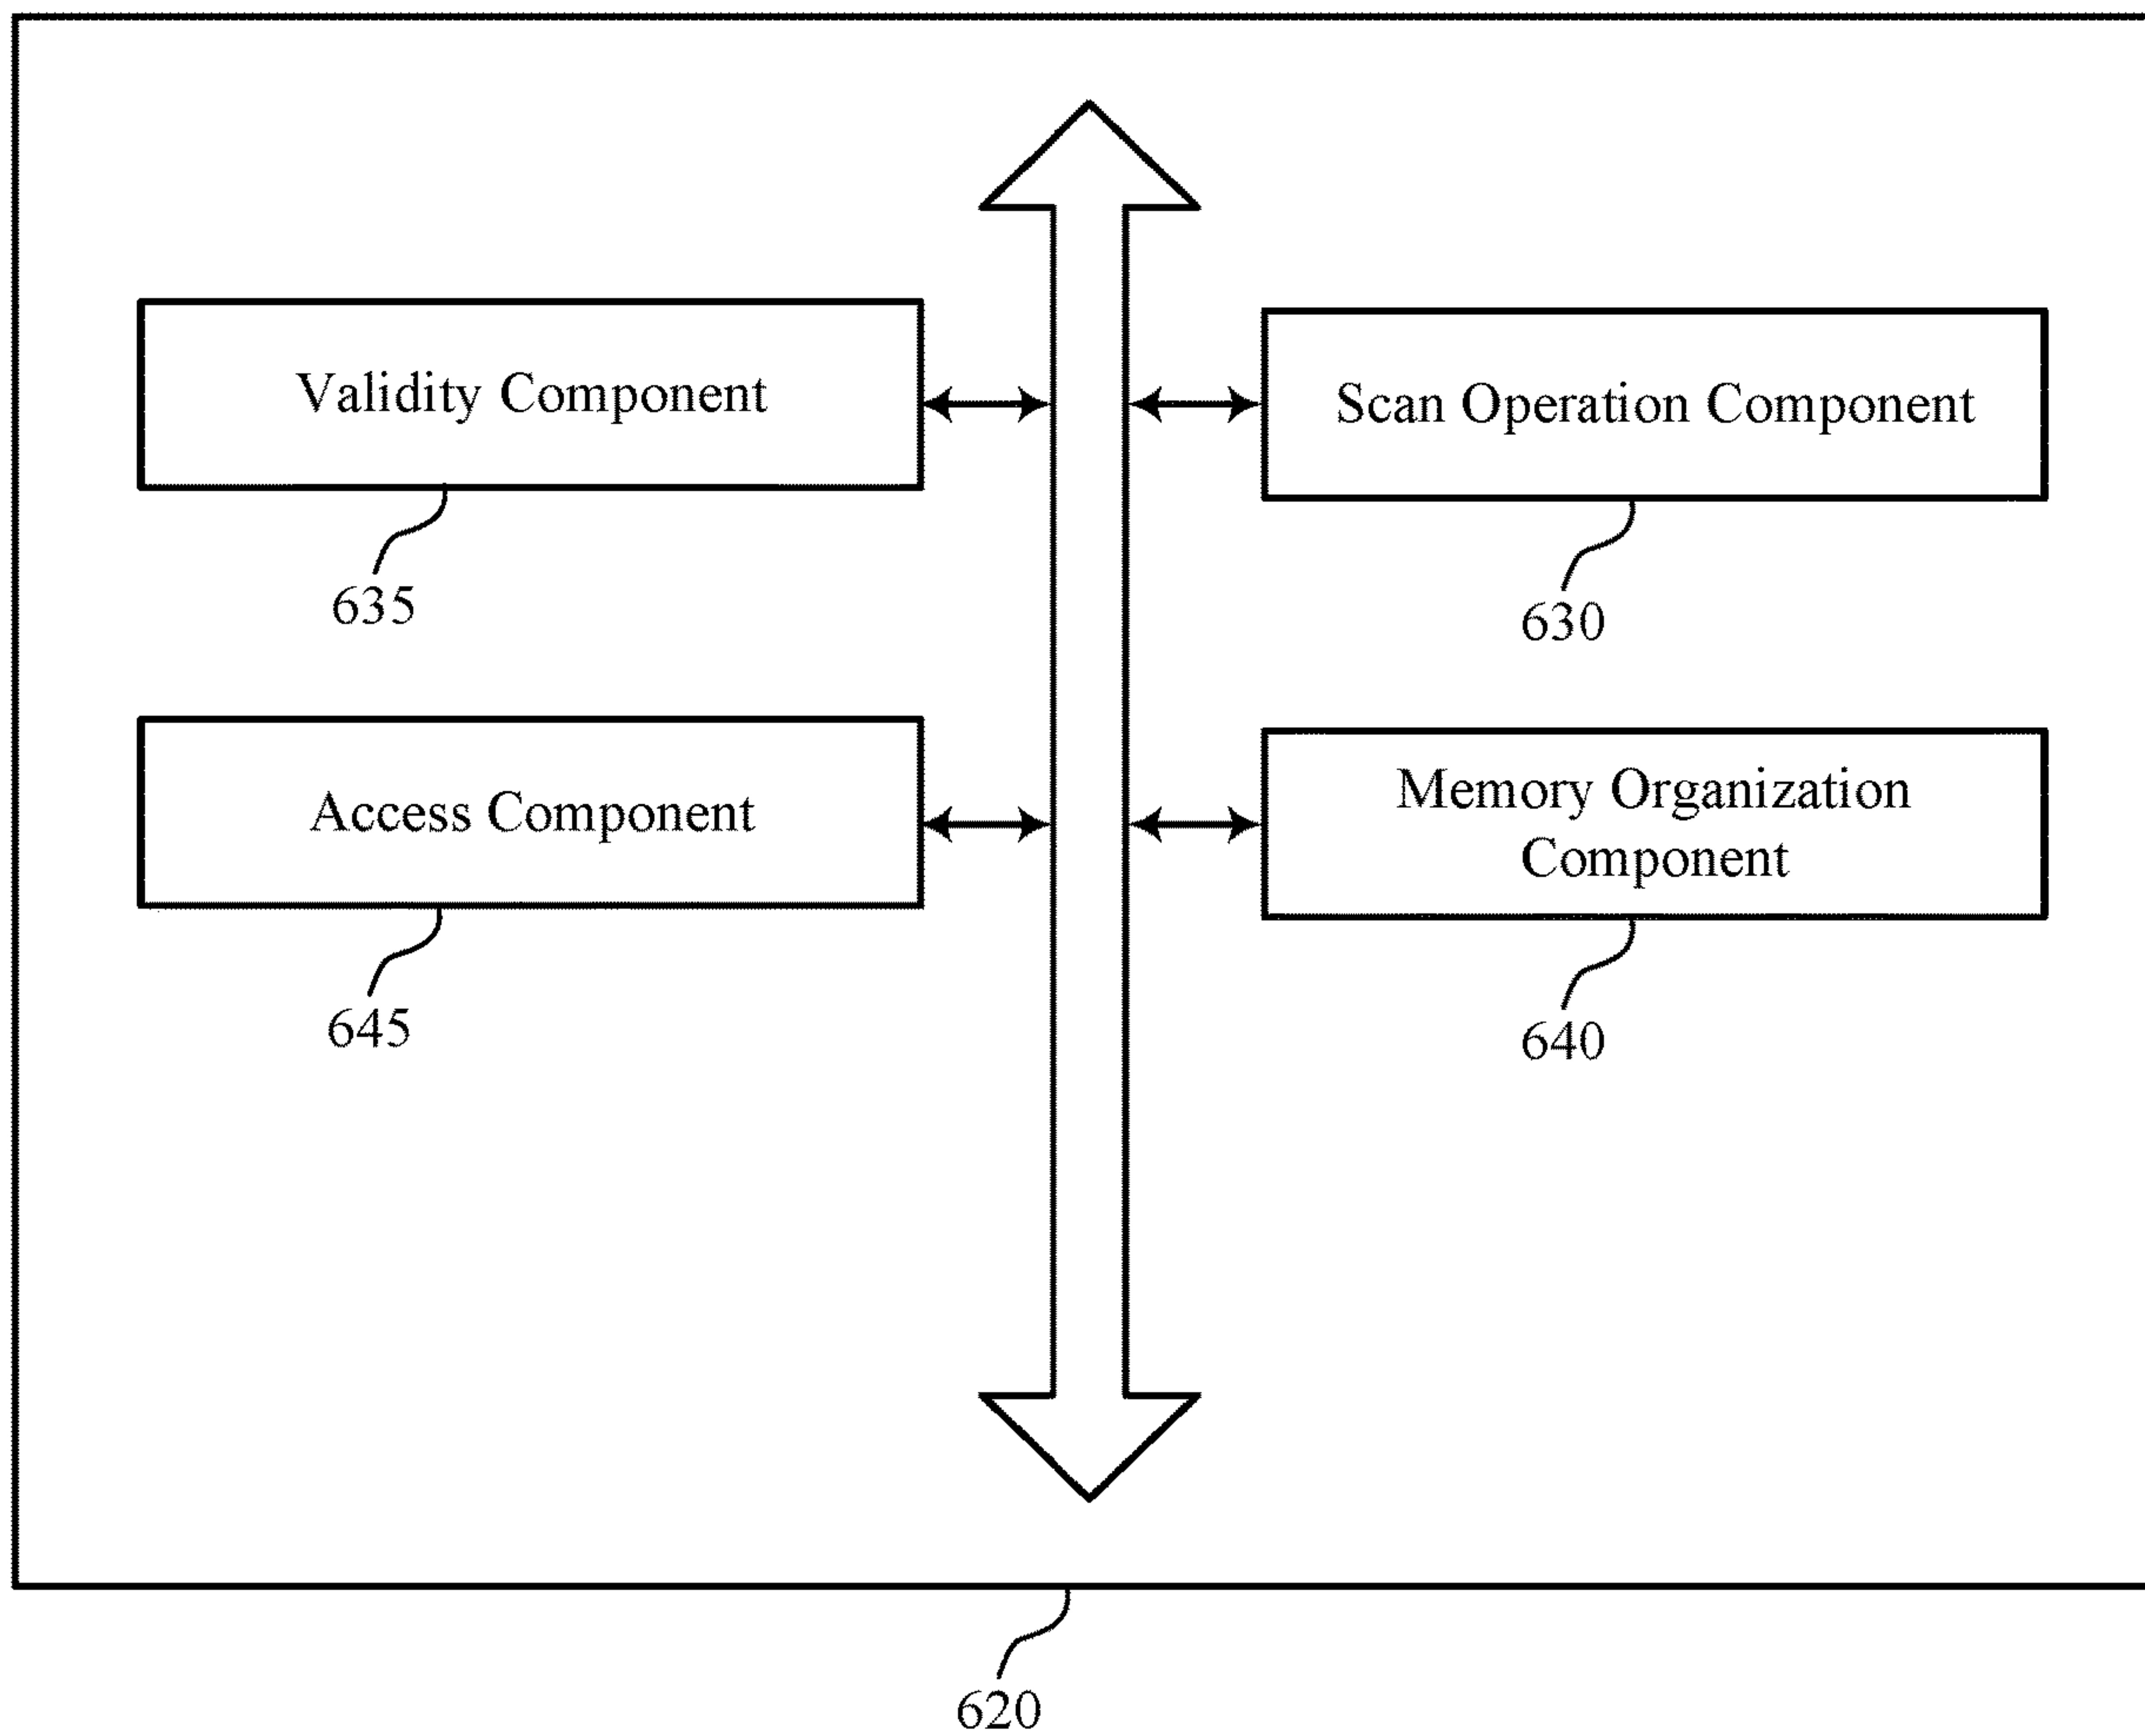 Validity Component
Scan Operation Component
635
630
Access Component
Memory Organization
Component
645
640
620